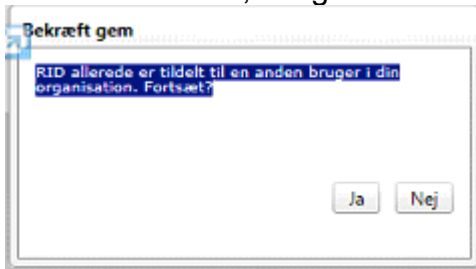 Bekræft gem
RID allerede er tildelt til en anden bruger i din
organisation. Fortsæt?
Ja Nej